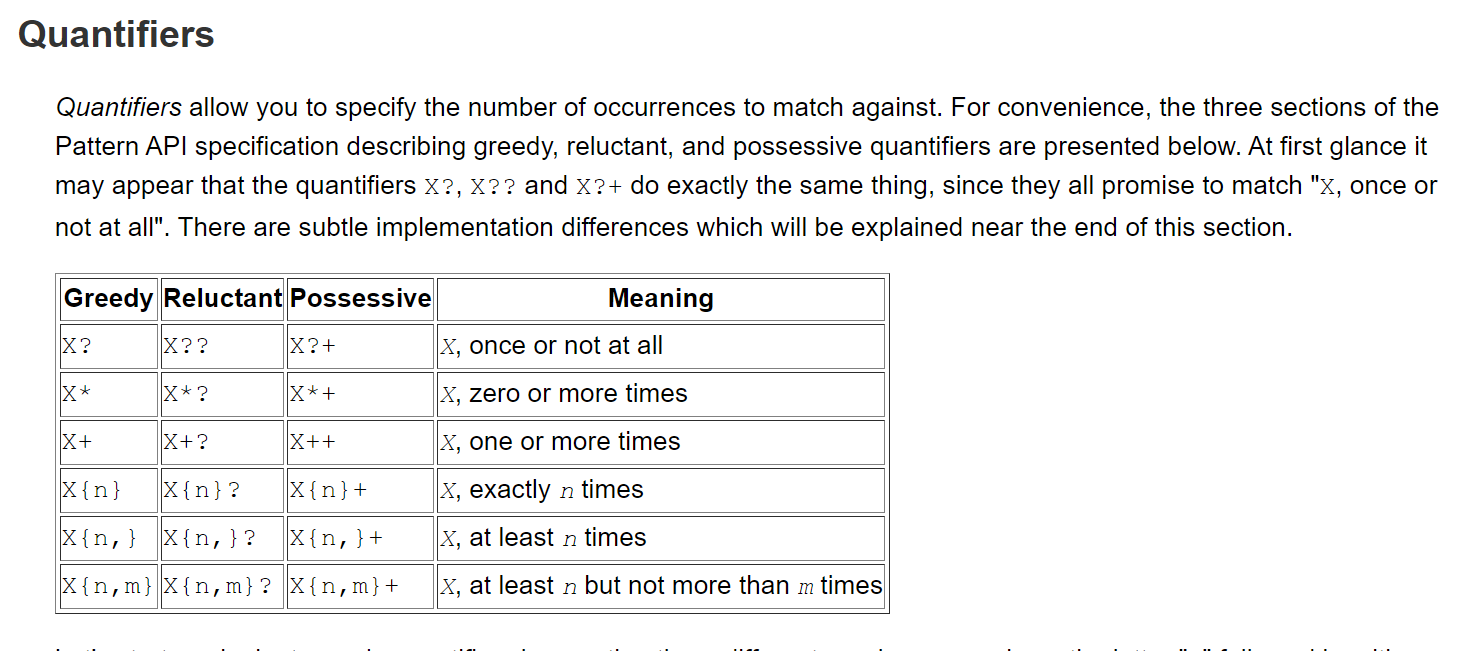 Quantifiers
Quantifiers allow you to specify the number of occurrences to match against. For convenience, the three sections of the
Pattern API specification describing greedy, reluctant, and possessive quantifiers are presented below. At first glance it
may appear that the quantifiers X?, X?? and X?+ do exactly the same thing, since they all promise to match "X, once or
not at all". There are subtle implementation differences which will be explained near the end of this section.
Greedy Reluctant Possessive Meaning
X? X?? X?+ X, once or not at all
X* X*? X*+ X, zero or more times
X+ X+? X++ X, one or more times
X{n} X{n}? X{n}+ X, exactly n times
X{n,} X{n,}? X{n,}+ X, at least n times
X{n,m} X{n,m}? X{n,m}+ X, at least n but not more than m times